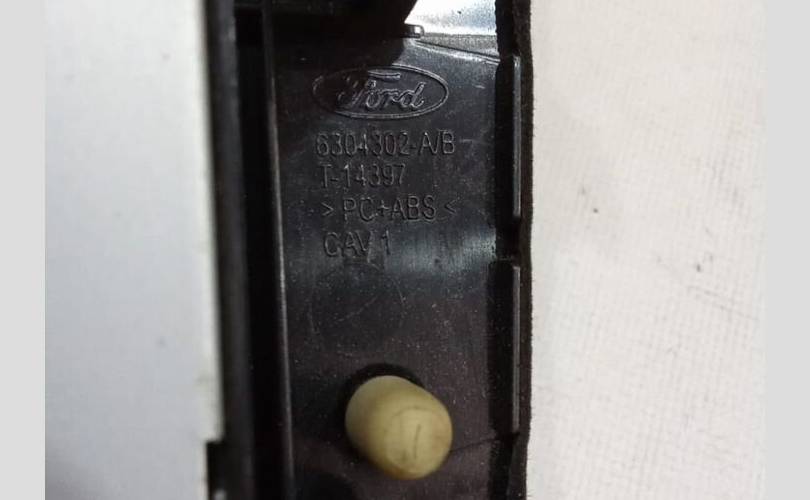 Ford
6304302-A/B
T-14397
> PC+ABS <
CAV 1